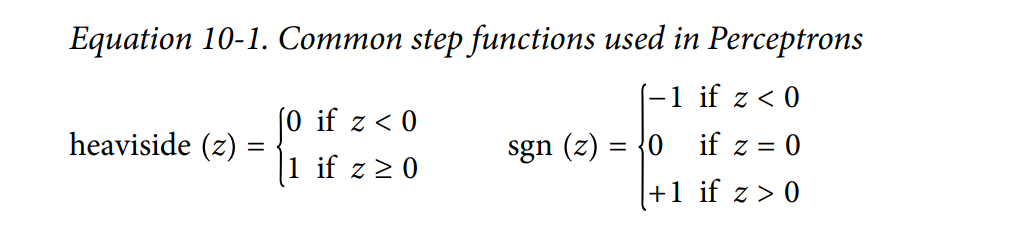 Equation 10-1. Common step functions used in Perceptrons
heaviside (z) = {0 if z < 0
1 if z ≥ 0
sgn (z) = {−1 if z < 0
0 if z = 0
+1 if z > 0